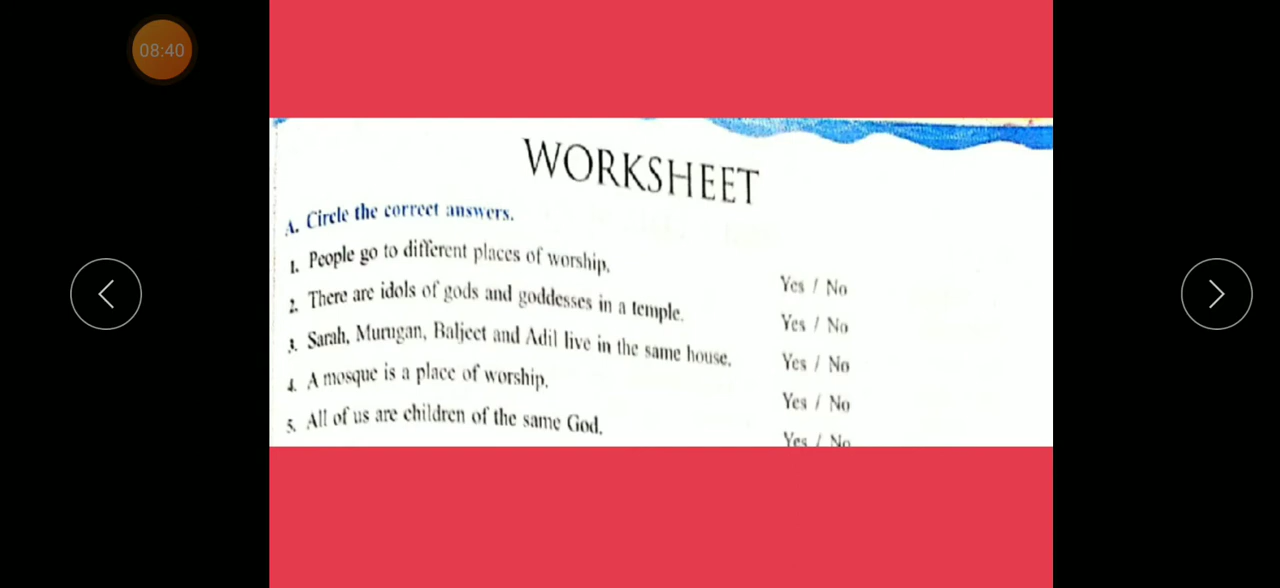 08:40
WORKSHEET
A. Circle the correct answers.
1. People go to different places of worship. Yes / No
2. There are idols of gods and goddesses in a temple. Yes / No
3. Sarah, Murugan, Baljeet and Adil live in the same house. Yes / No
4. A mosque is a place of worship. Yes / No
5. All of us are children of the same God. Yes / No